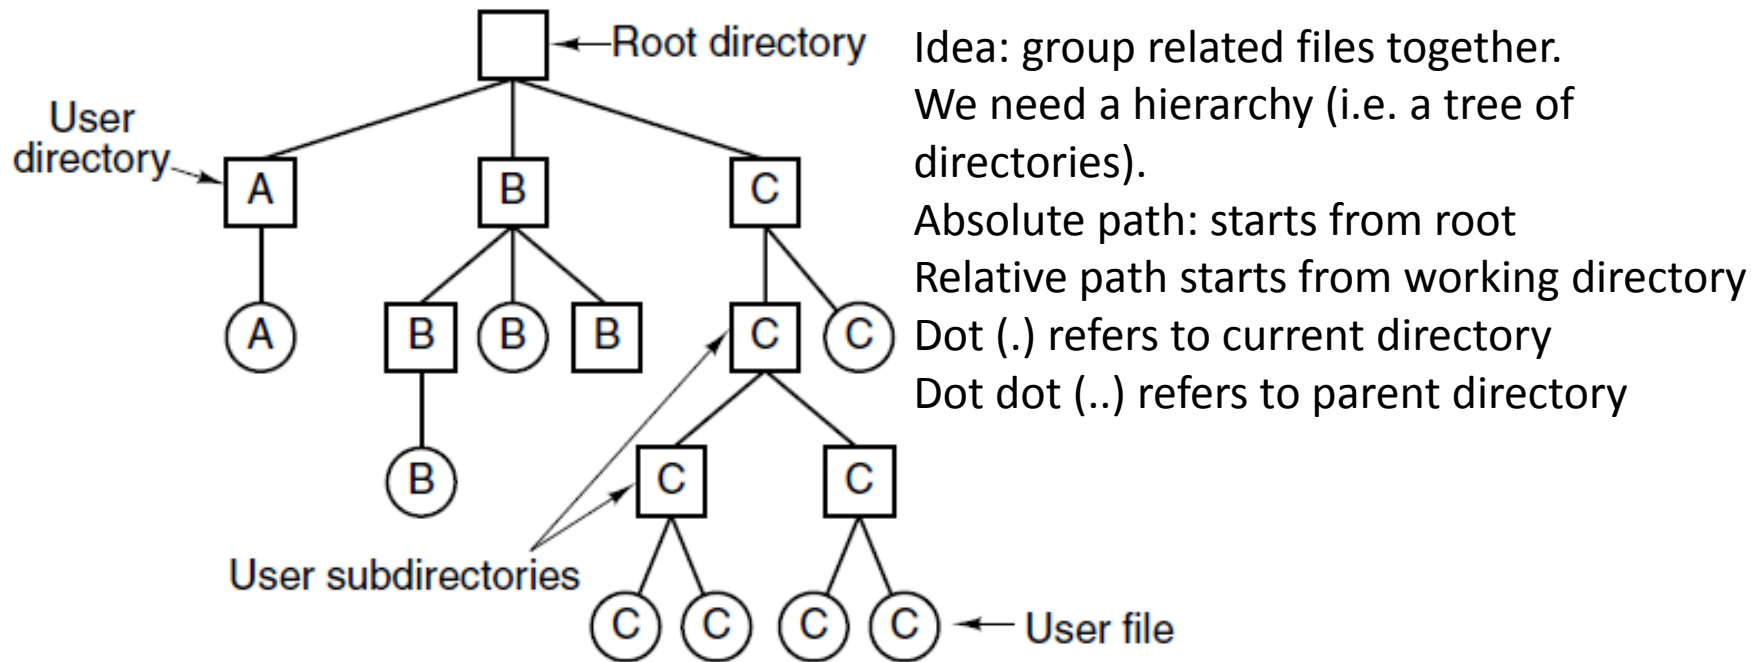 Root directory
User
directory
A
B
C
A
B
B
B
C
C
B
C
C
User subdirectories
C
C
C
C
User file
Idea: group related files together.
We need a hierarchy (i.e. a tree of
directories).
Absolute path: starts from root
Relative path starts from working directory
Dot (.) refers to current directory
Dot dot (..) refers to parent directory